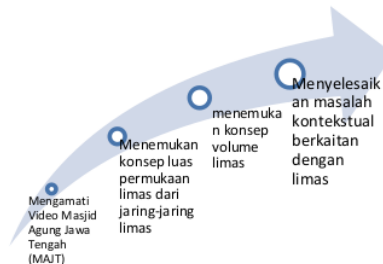 Mengamati
Video Masjid
Agung Jawa
Tengah
(MAJT)
Menemukan
konsep luas
permukaan
limas dari
jaring-jaring
limas
menemuka
n konsep
volume
limas
Menyelesaik
an masalah
kontekstual
berkaitan
dengan
limas